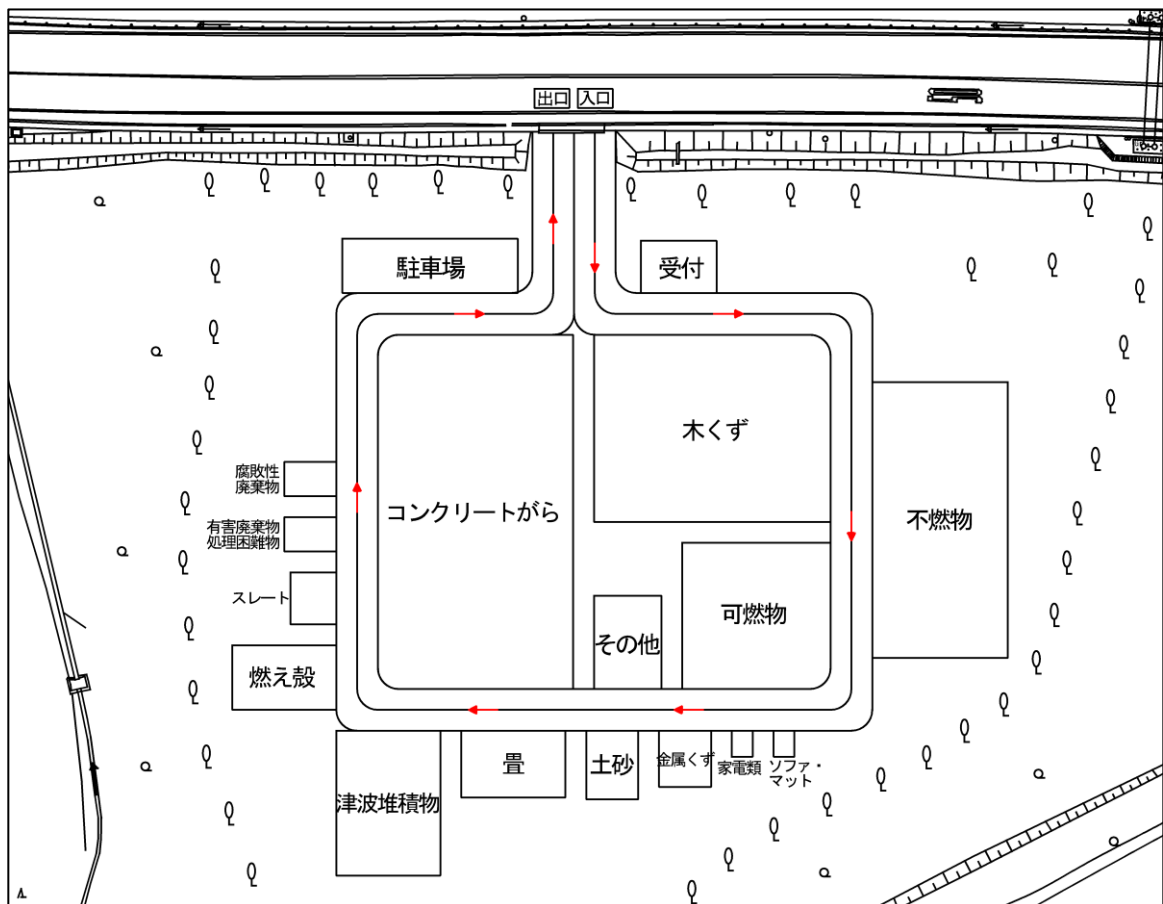 出口
入口
駐車場
受付
木くず
腐敗性
廃棄物
コンクリートがら
不燃物
有害廃棄物
処理困難物
スレート
可燃物
その他
燃え殻
畳
土砂
金属くず
家電類
ソファ・
マット
津波堆積物